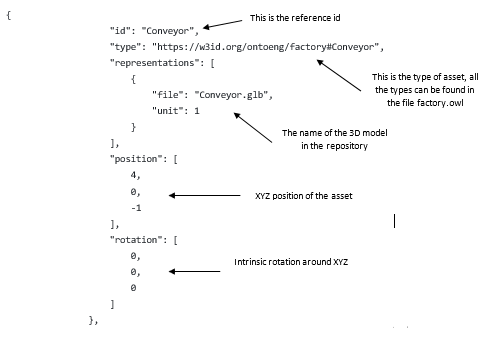 {
"id": "Conveyor",
This is the reference id
"type": "https://w3id.org/ontoeng/factory#Conveyor",
"representations": [
{
This is the type of asset, all
the types can be found in
the file factory.owl
"file": "Conveyor.glb",
"unit": 1
}
The name of the 3D model
in the repository
],
"position": [
4,
0,
XYZ position of the asset
-1
],
"rotation": [
0,
0,
Intrinsic rotation around XYZ
0
]
},